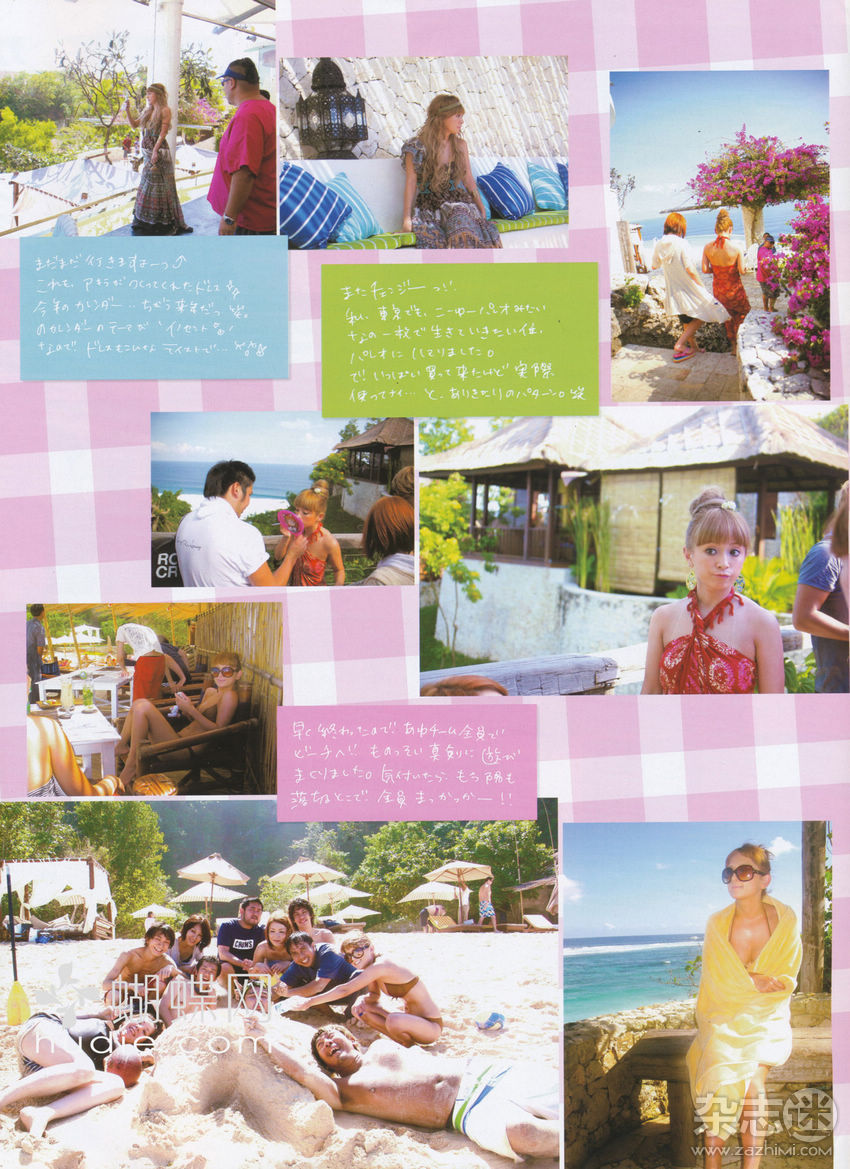 まだまだ行きますよーっ♪
これも、アキラがつくってくれたドレス
今年のカレンダー…ちがう来年だっ 笑。
のカレンダーのテーマが "イノセント"
なので ドレスもこんな テイストで…
またチェンジーっ!!
私、東京でも、こーゆーパレオみたい
なの一枚で生きていきたい位、
パレオにハマりました。
で!いっぱい買って来たけど 実際
使ってナイ… と、ありきたりのパターン。笑
ROCK
CR
早く終わったので!! あゆチーム全員で
ビーチへ!! ものっそい真剣に 遊び
まくりました。気付いたら もう 陽も
落ちるとこで 全員 まっかっかー!!
蝴蝶网
hudie.com
杂志迷
www.zazhimi.com